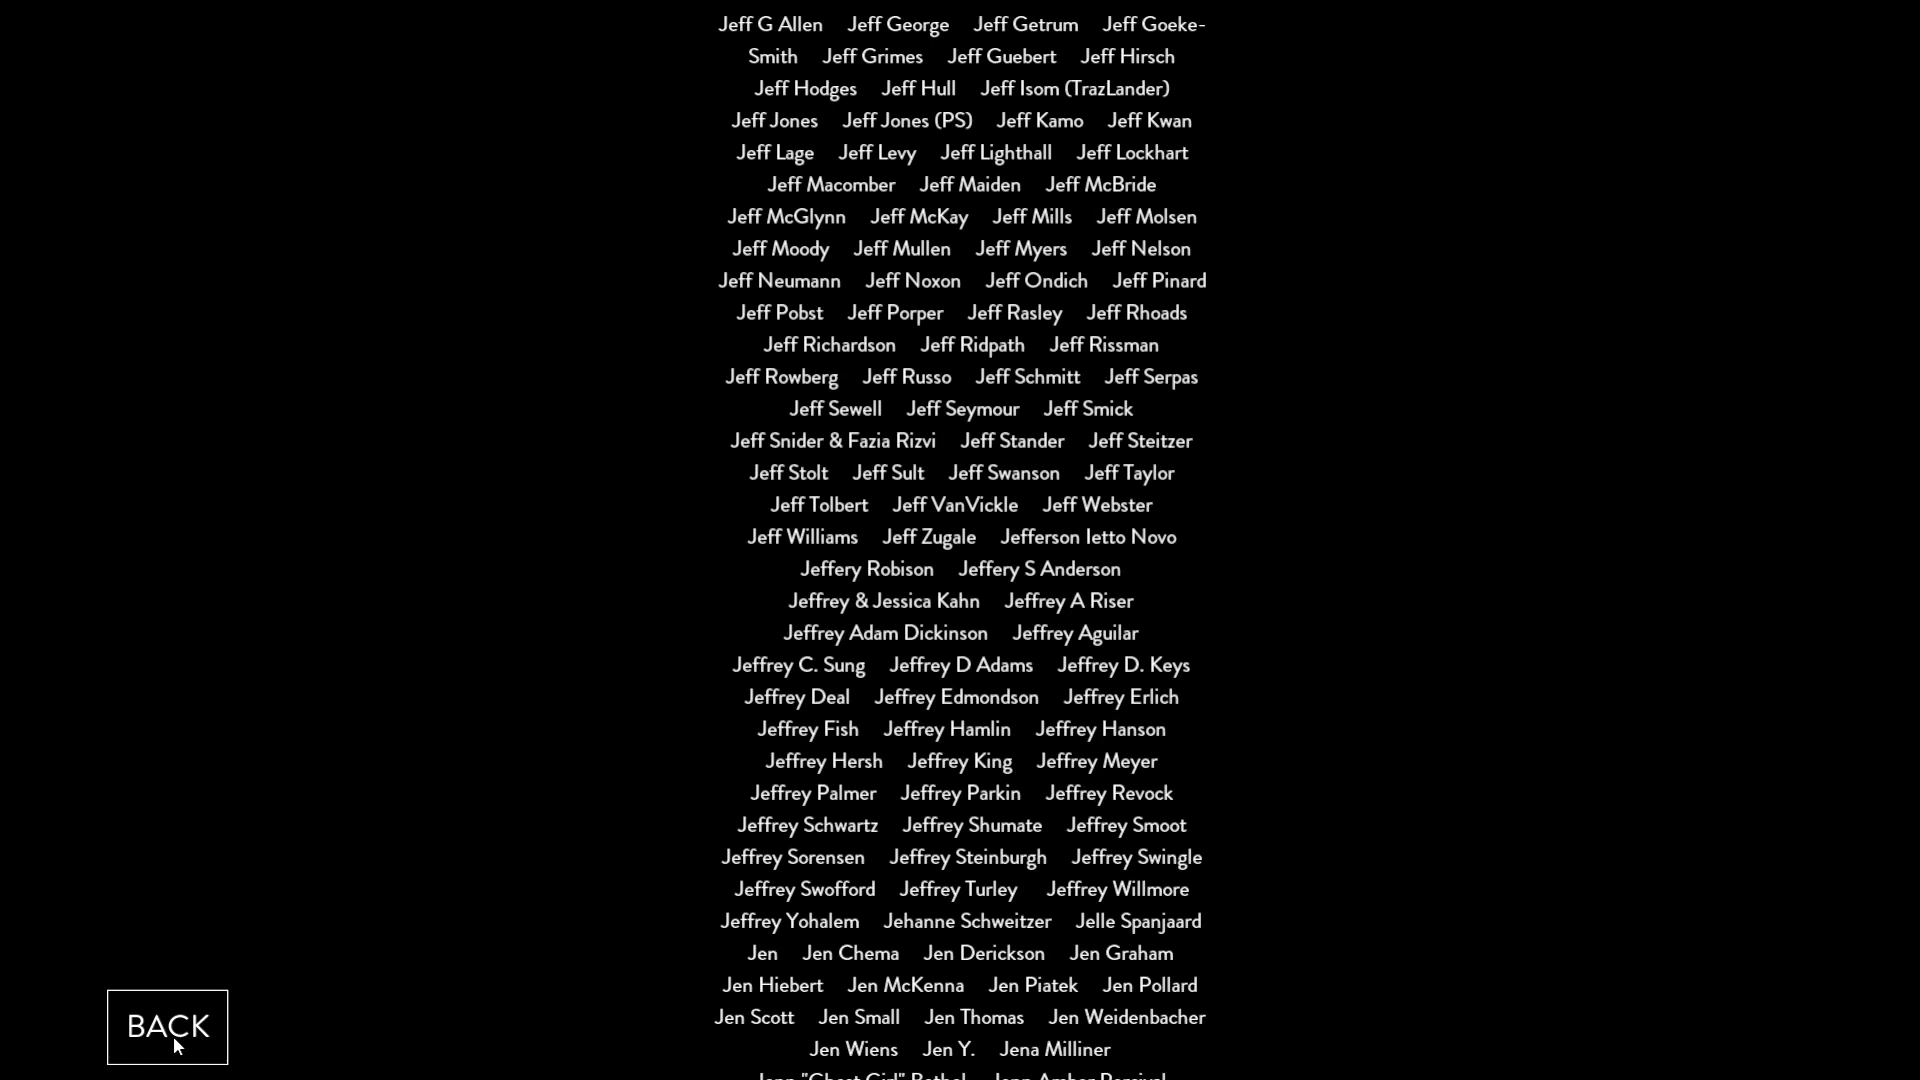 Jeff G Allen Jeff George Jeff Getrum Jeff Goeke-
Smith Jeff Grimes Jeff Guebert Jeff Hirsch
Jeff Hodges Jeff Hull Jeff Isom (TrazLander)
Jeff Jones Jeff Jones (PS) Jeff Kamo Jeff Kwan
Jeff Lage Jeff Levy Jeff Lighthall Jeff Lockhart
Jeff Macomber Jeff Maiden Jeff McBride
Jeff McGlynn Jeff McKay Jeff Mills Jeff Molsen
Jeff Moody Jeff Mullen Jeff Myers Jeff Nelson
Jeff Neumann Jeff Noxon Jeff Ondich Jeff Pinard
Jeff Pobst Jeff Porper Jeff Rasley Jeff Rhoads
Jeff Richardson Jeff Ridpath Jeff Rissman
Jeff Rowberg Jeff Russo Jeff Schmitt Jeff Serpas
Jeff Sewell Jeff Seymour Jeff Smick
Jeff Snider & Fazia Rizvi Jeff Stander Jeff Steitzer
Jeff Stolt Jeff Sult Jeff Swanson Jeff Taylor
Jeff Tolbert Jeff VanVickle Jeff Webster
Jeff Williams Jeff Zugale Jefferson Ietto Novo
Jeffery Robison Jeffery S Anderson
Jeffrey & Jessica Kahn Jeffrey A Riser
Jeffrey Adam Dickinson Jeffrey Aguilar
Jeffrey C. Sung Jeffrey D Adams Jeffrey D. Keys
Jeffrey Deal Jeffrey Edmondson Jeffrey Erlich
Jeffrey Fish Jeffrey Hamlin Jeffrey Hanson
Jeffrey Hersh Jeffrey King Jeffrey Meyer
Jeffrey Palmer Jeffrey Parkin Jeffrey Revock
Jeffrey Schwartz Jeffrey Shumate Jeffrey Smoot
Jeffrey Sorensen Jeffrey Steinburgh Jeffrey Swingle
Jeffrey Swofford Jeffrey Turley Jeffrey Willmore
Jeffrey Yohalem Jehanne Schweitzer Jelle Spanjaard
Jen Jen Chema Jen Derickson Jen Graham
Jen Hiebert Jen McKenna Jen Piatek Jen Pollard
Jen Scott Jen Small Jen Thomas Jen Weidenbacher
Jen Wiens Jen Y. Jena Milliner
BACK